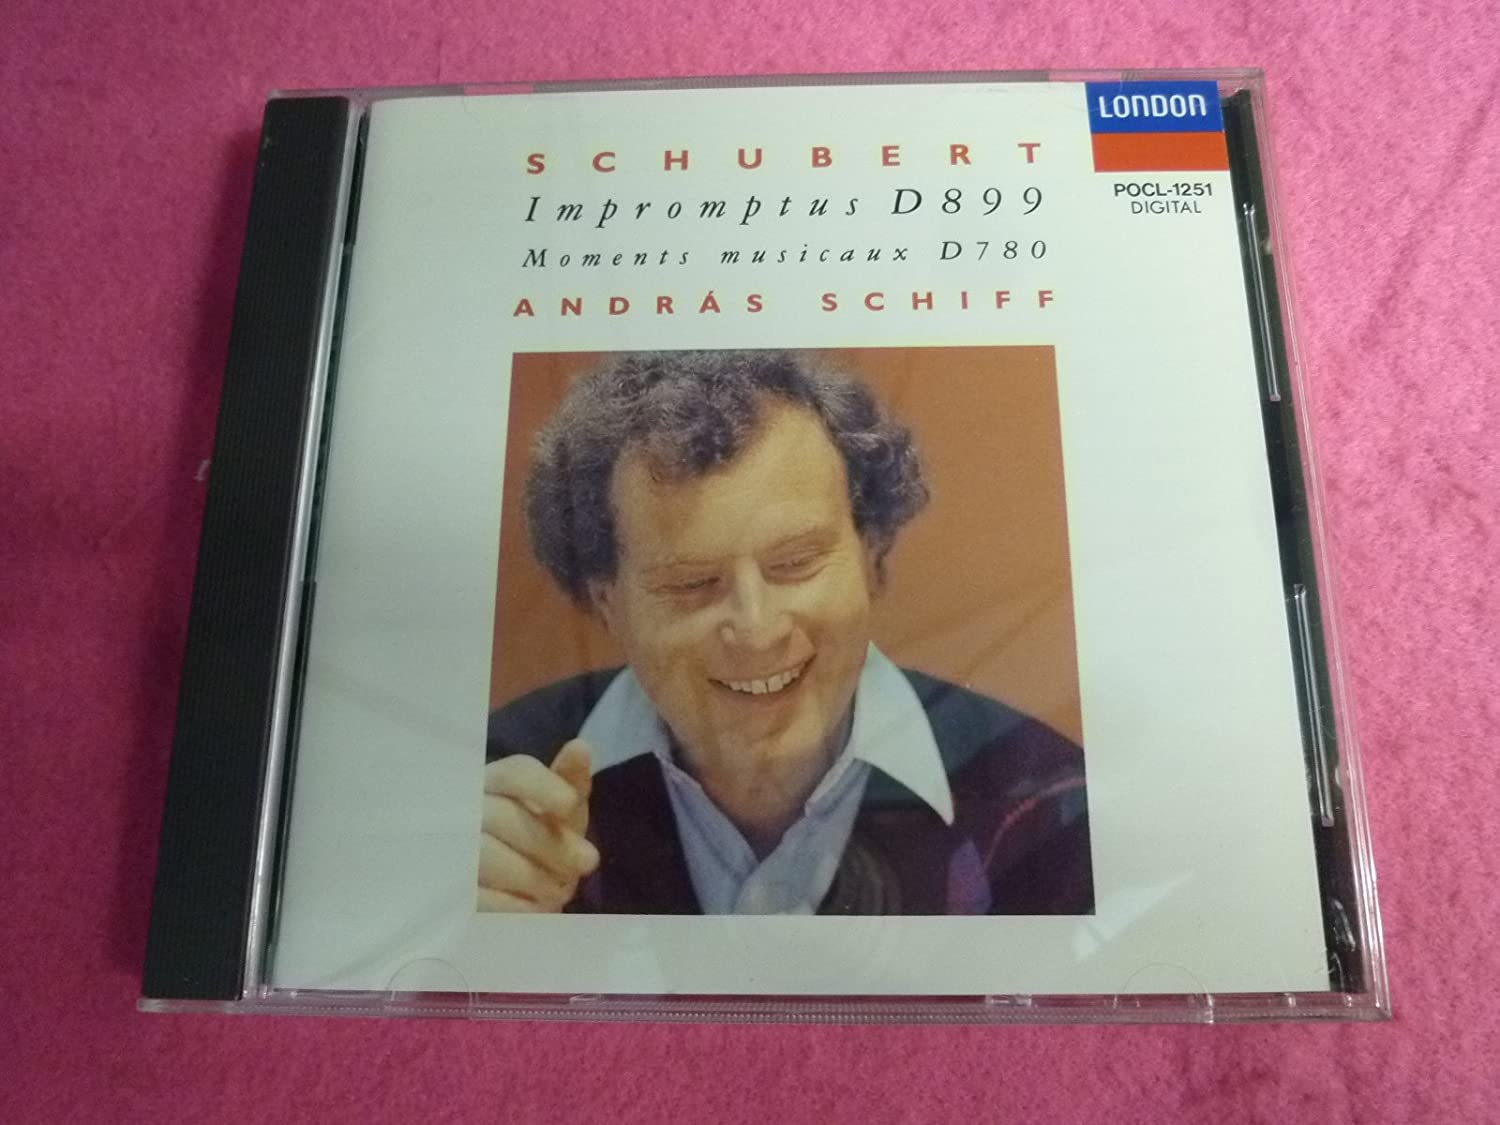 LONDON
POCL-1251
DIGITAL
SCHUBERT
Impromptus D899
Moments musicaux D780
ANDRÁS SCHIFF